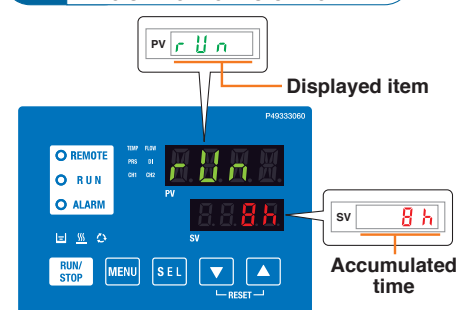 PV rUn
Displayed item
P49333060
REMOTE
RUN
ALARM
TEMP FLOW
PRS DI
CH1 CH2
rUn
PV
8h
SV
SV 8h
Accumulated
time
RUN/
STOP
MENU
SEL
RESET